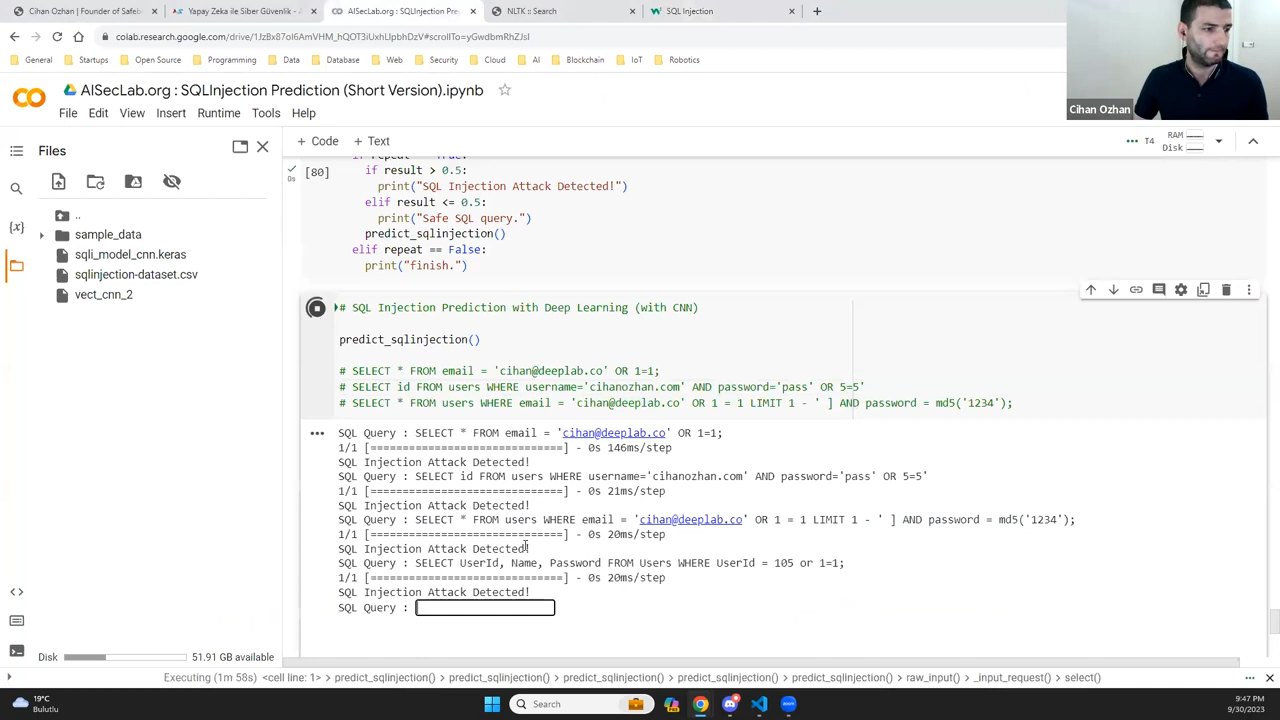 Cihan Ozhan | Founder of Safeb
Yapay Zeka ile Siber Güvenlik - A
AISecLab.org : SQLInjection Pre
NLTK :: Search
SQL Injection
colab.research.google.com/drive/1JzBx87ol6AmVHM_hQOT3iUxhLlpbhDzV#scrollTo=yGwdbmRhZJsl
General Startups Open Source Programming Data Database Web Security Cloud AI Blockchain IoT Robotics
Cihan Ozhan
AISecLab.org : SQLInjection Prediction (Short Version).ipynb
File Edit View Insert Runtime Tools Help
Files
+ Code + Text
RAM
Disk
T4
..
sample_data
sqli_model_cnn.keras
sqlinjection-dataset.csv
vect_cnn_2
[80]
0s
if repeat == True:
if result > 0.5:
print("SQL Injection Attack Detected!")
elif result <= 0.5:
print("Safe SQL query.")
predict_sqlinjection()
elif repeat == False:
print("finish.")
# SQL Injection Prediction with Deep Learning (with CNN)
predict_sqlinjection()
# SELECT * FROM email = 'cihan@deeplab.co' OR 1=1;
# SELECT id FROM users WHERE username='cihanozhan.com' AND password='pass' OR 5=5'
# SELECT * FROM users WHERE email = 'cihan@deeplab.co' OR 1 = 1 LIMIT 1 - ' ] AND password = md5('1234');
SQL Query : SELECT * FROM email = 'cihan@deeplab.co' OR 1=1;
1/1 [==============================] - 0s 146ms/step
SQL Injection Attack Detected!
SQL Query : SELECT id FROM users WHERE username='cihanozhan.com' AND password='pass' OR 5=5'
1/1 [==============================] - 0s 21ms/step
SQL Injection Attack Detected!
SQL Query : SELECT * FROM users WHERE email = 'cihan@deeplab.co' OR 1 = 1 LIMIT 1 - ' ] AND password = md5('1234');
1/1 [==============================] - 0s 20ms/step
SQL Injection Attack Detected!
SQL Query : SELECT UserId, Name, Password FROM Users WHERE UserId = 105 or 1=1;
1/1 [==============================] - 0s 20ms/step
SQL Injection Attack Detected!
SQL Query :
Disk 51.91 GB available
Executing (1m 58s) <cell line: 1> predict_sqlinjection() predict_sqlinjection() predict_sqlinjection() predict_sqlinjection() predict_sqlinjection() raw_input() _input_request() select()
19°C
Bulutlu
Search
9:47 PM
9/30/2023